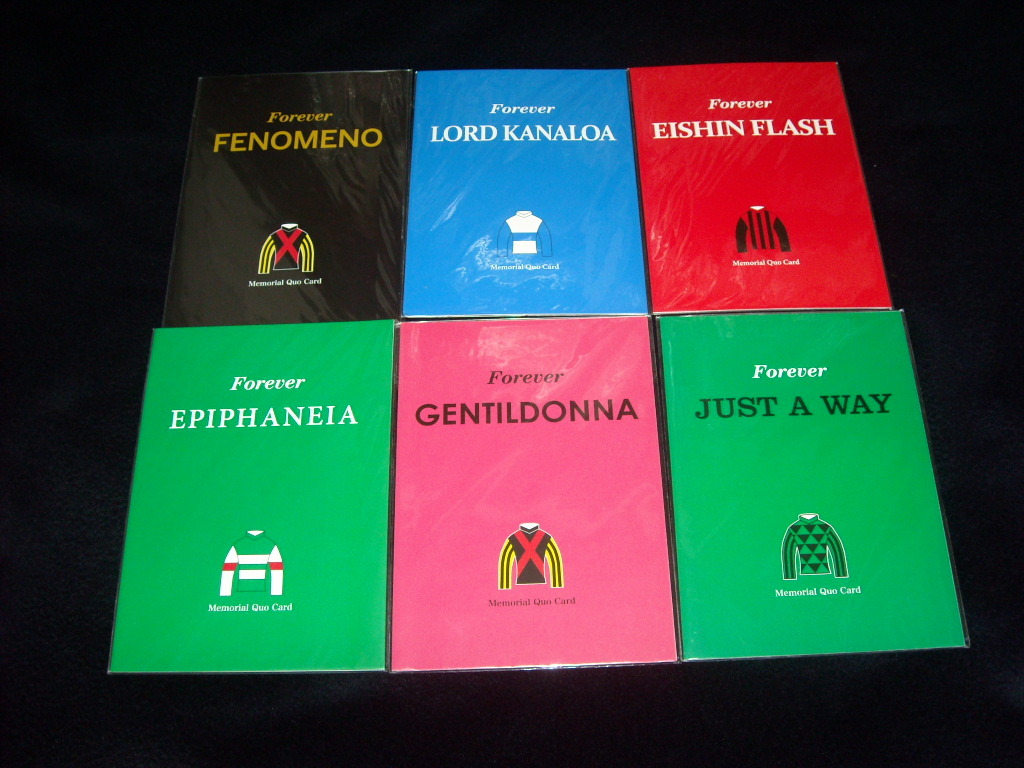 Forever
FENOMENO
Memorial Quo Card
Forever
LORD KANALOA
Memorial Quo Card
Forever
EISHIN FLASH
Memorial Quo Card
Forever
EPIPHANEIA
Memorial Quo Card
Forever
GENTILDONNA
Memorial Quo Card
Forever
JUST A WAY
Memorial Quo Card